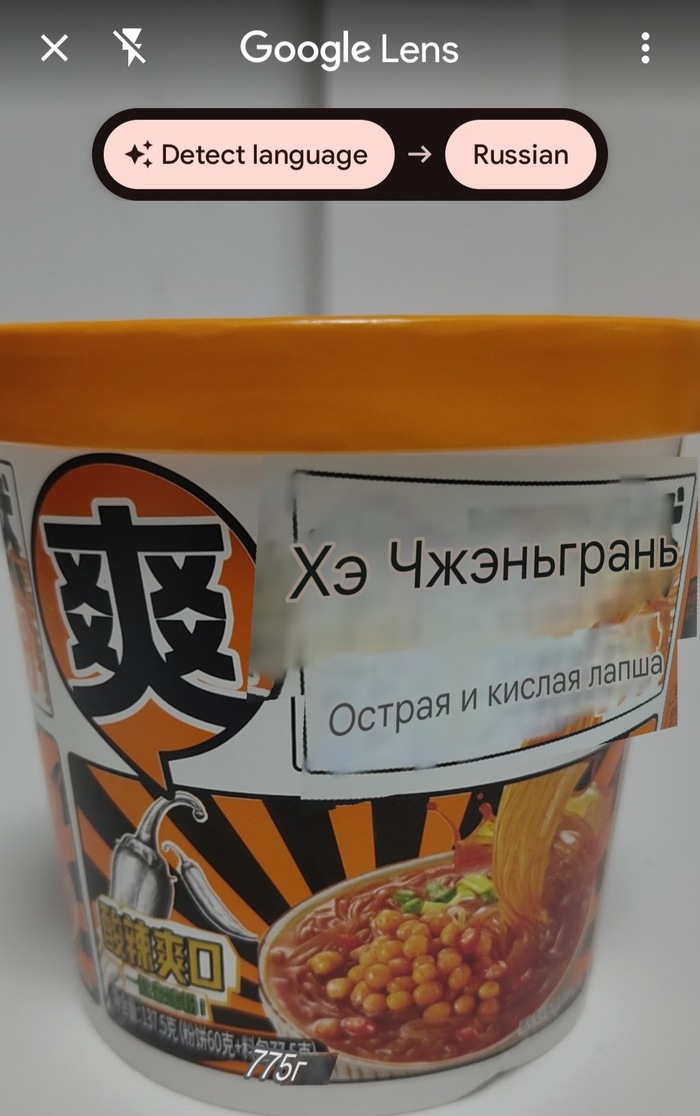 Google Lens
Detect language → Russian
爽
Хэ Чжэньгрань
Острая и кислая лапша
酸辣爽口
775г